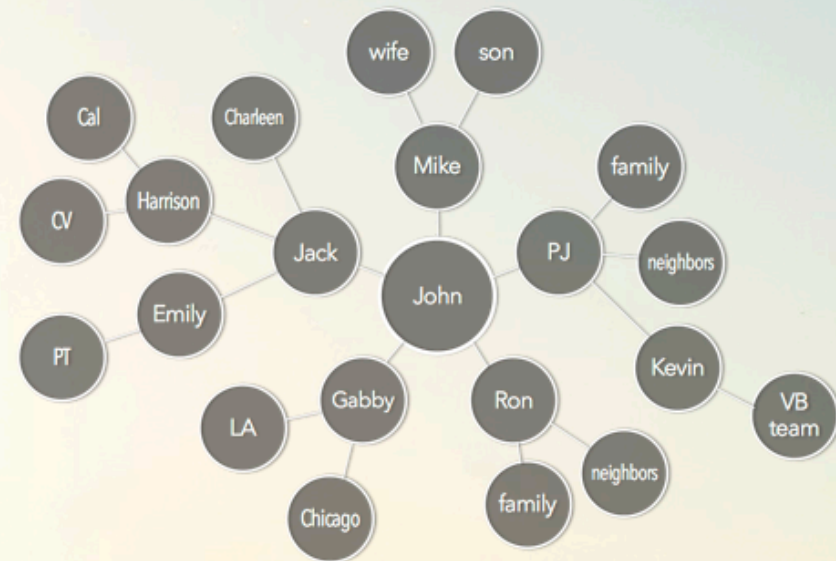 wife
son
Cal
Charleen
Mike
family
CV
Harrison
Jack
PJ
neighbors
John
PT
Emily
Kevin
LA
Gabby
Ron
VB
team
neighbors
Chicago
family